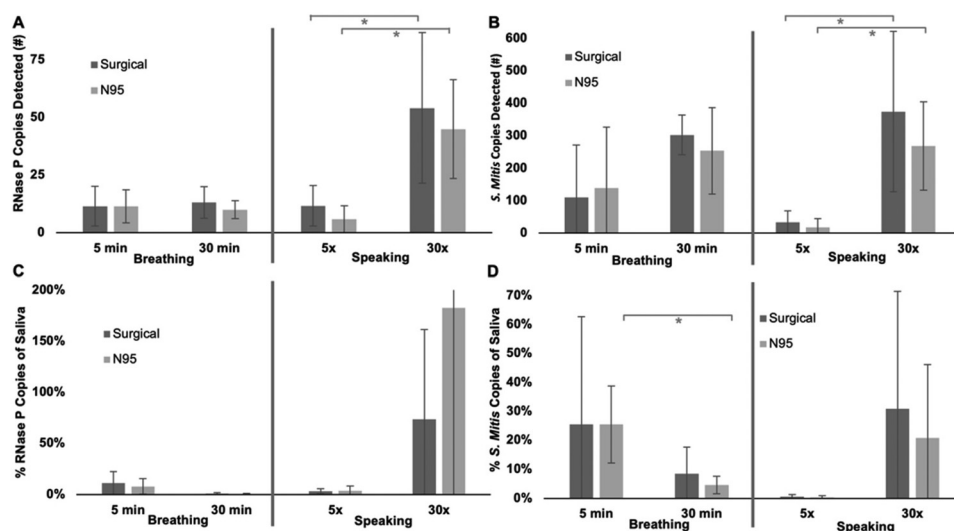 A
RNase P Copies Detected (#)
75
50
25
0
Surgical
N95
*
*
5 min
30 min
5x
30x
Breathing
Speaking
B
S. Mitis Copies Detected (#)
600
500
400
300
200
100
0
Surgical
N95
*
*
5 min
30 min
5x
30x
Breathing
Speaking
C
% RNase P Copies of Saliva
200%
150%
100%
50%
0%
Surgical
N95
5 min
30 min
5x
30x
Breathing
Speaking
D
% S. Mitis Copies of Saliva
70%
60%
50%
40%
30%
20%
10%
0%
*
Surgical
N95
5 min
30 min
5x
30x
Breathing
Speaking